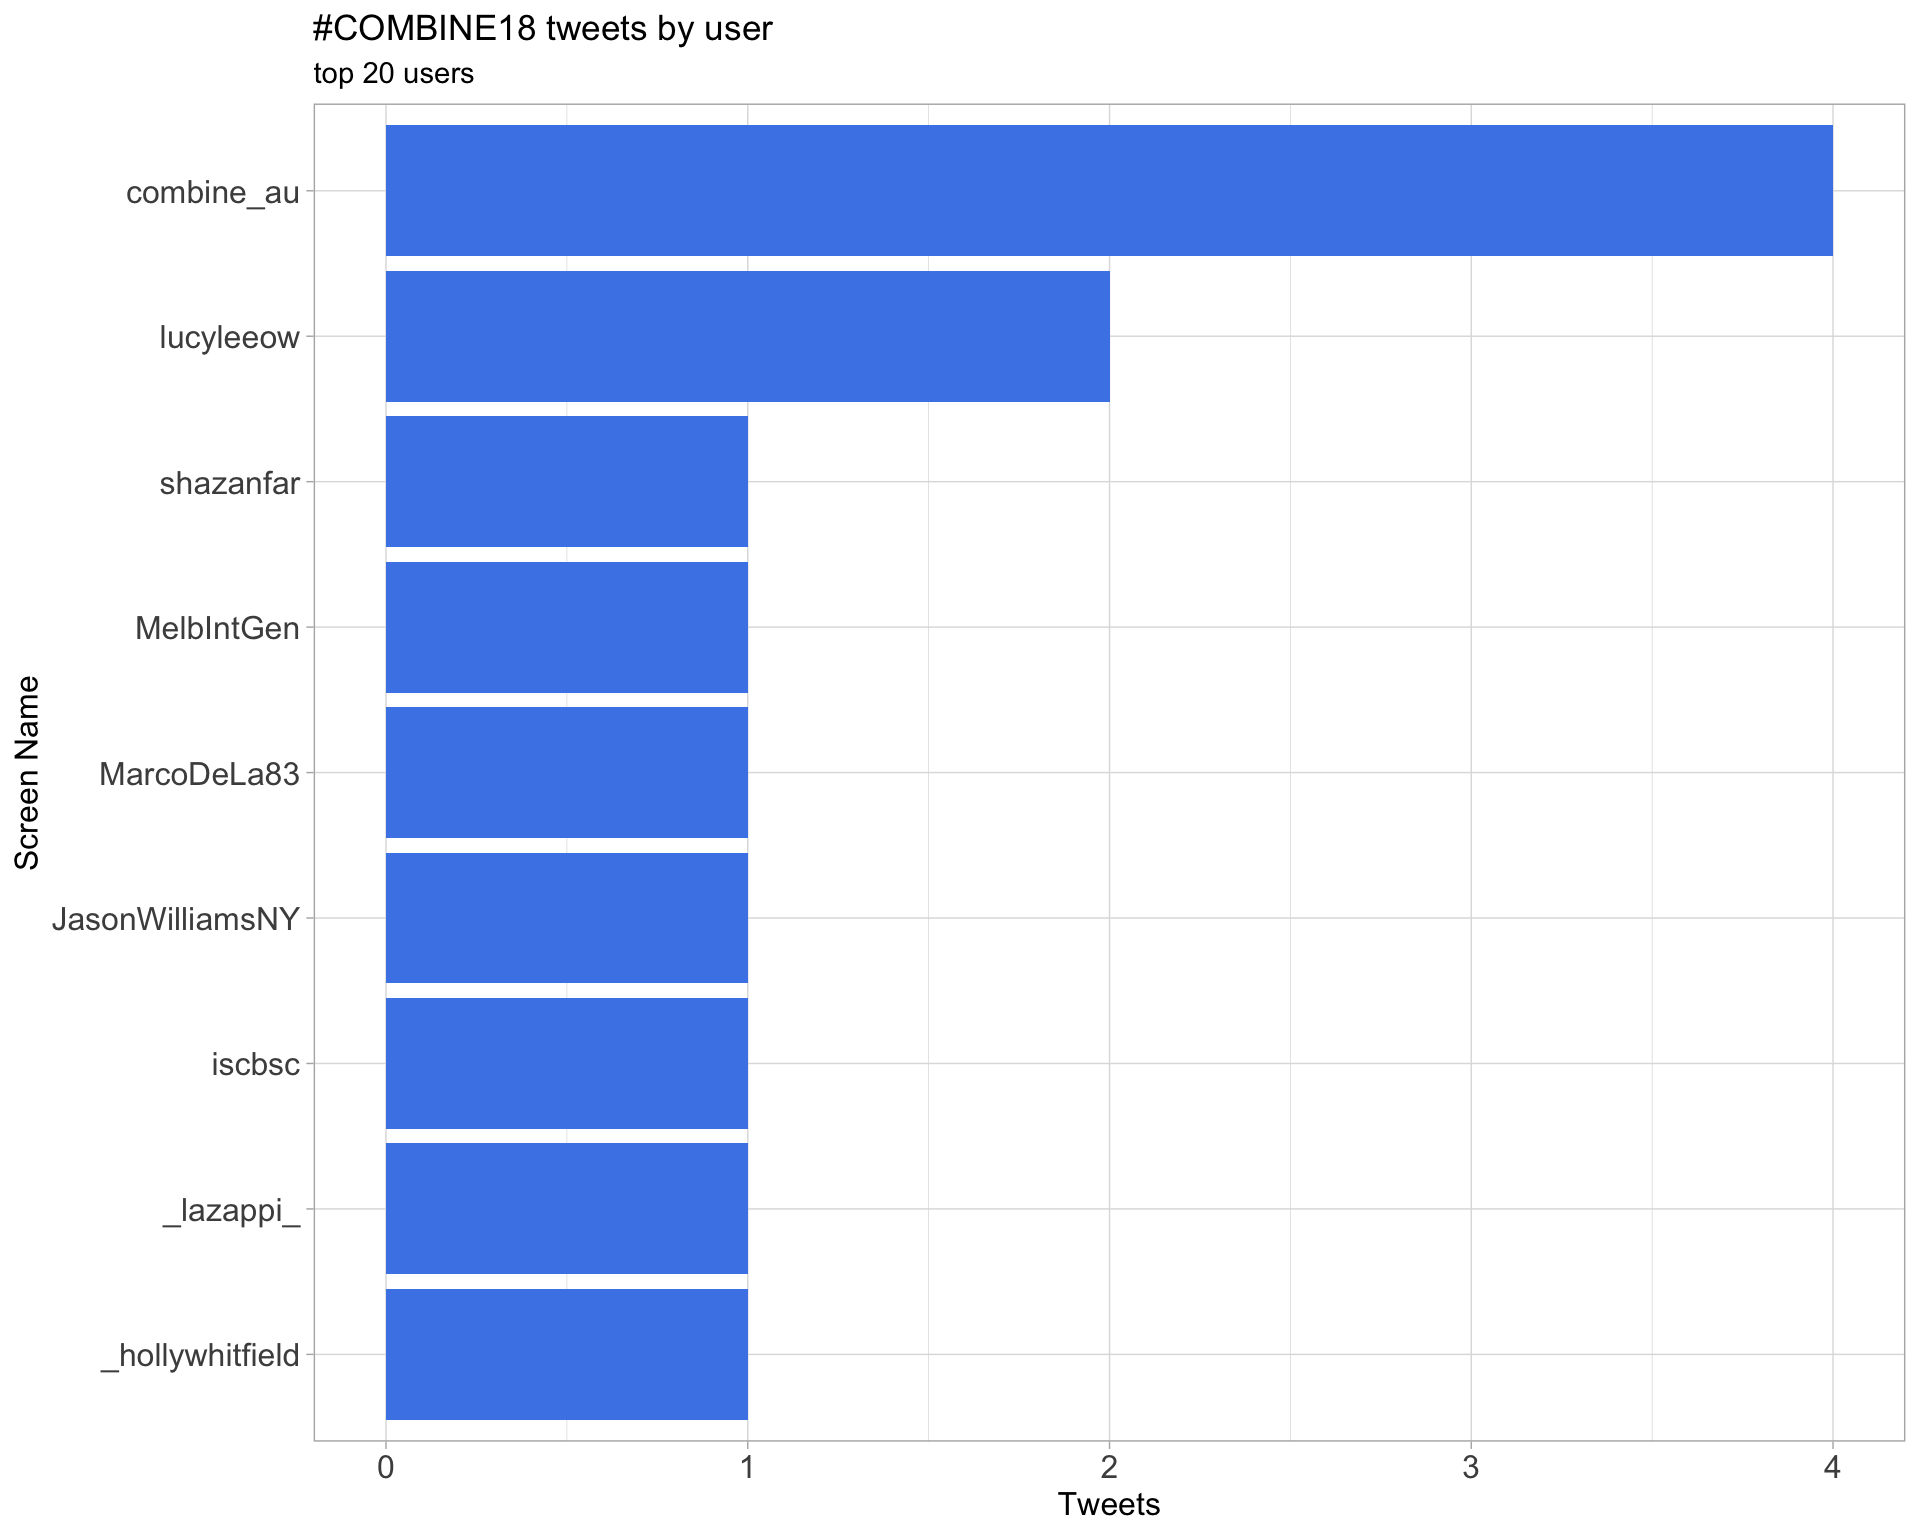 #COMBINE18 tweets by user
top 20 users
Screen Name
combine_au
lucyleeow
shazanfar
MelbIntGen
MarcoDeLa83
JasonWilliamsNY
iscbsc
_lazappi_
_hollywhitfield
0 1 2 3 4
Tweets